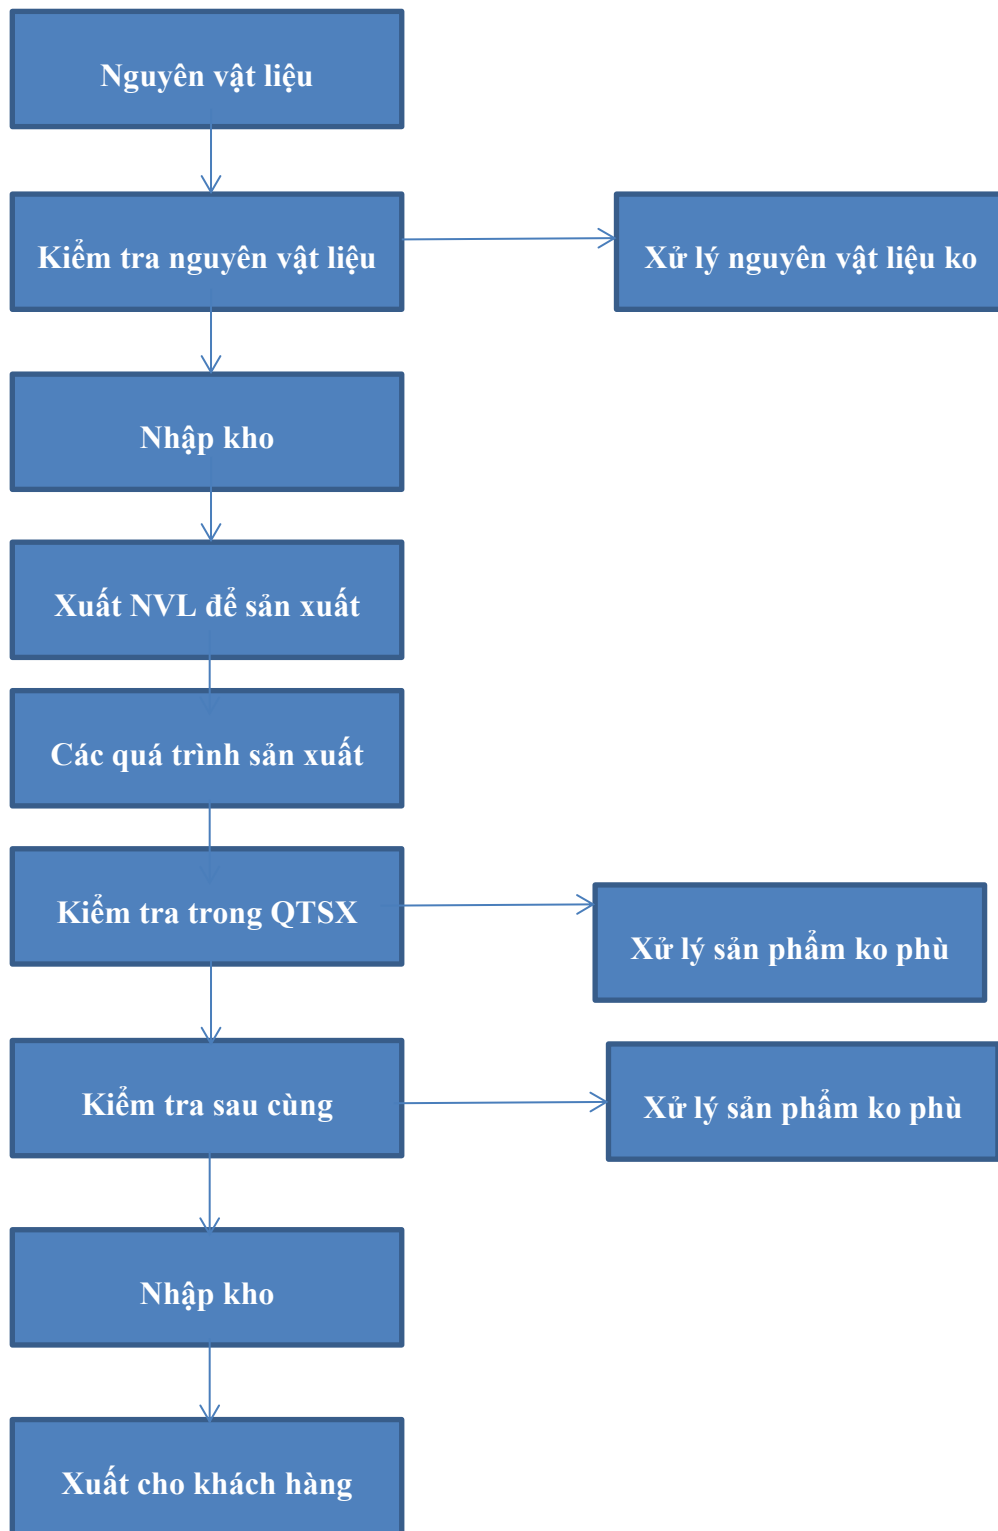 Nguyên vật liệu
Kiểm tra nguyên vật liệu
Xử lý nguyên vật liệu ko
Nhập kho
Xuất NVL để sản xuất
Các quá trình sản xuất
Kiểm tra trong QTSX
Xử lý sản phẩm ko phù
Kiểm tra sau cùng
Xử lý sản phẩm ko phù
Nhập kho
Xuất cho khách hàng